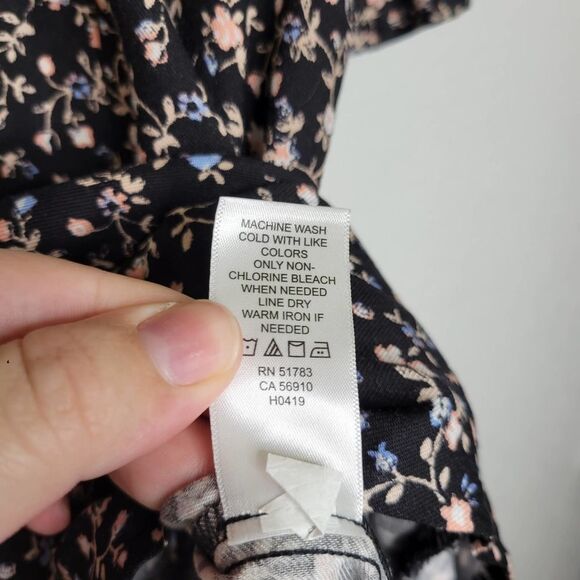 MACHINE WASH
COLD WITH LIKE
COLORS
ONLY NON-
CHLORINE BLEACH
WHEN NEEDED
LINE DRY
WARM IRON IF
NEEDED
RN 51783
CA 56910
H0419